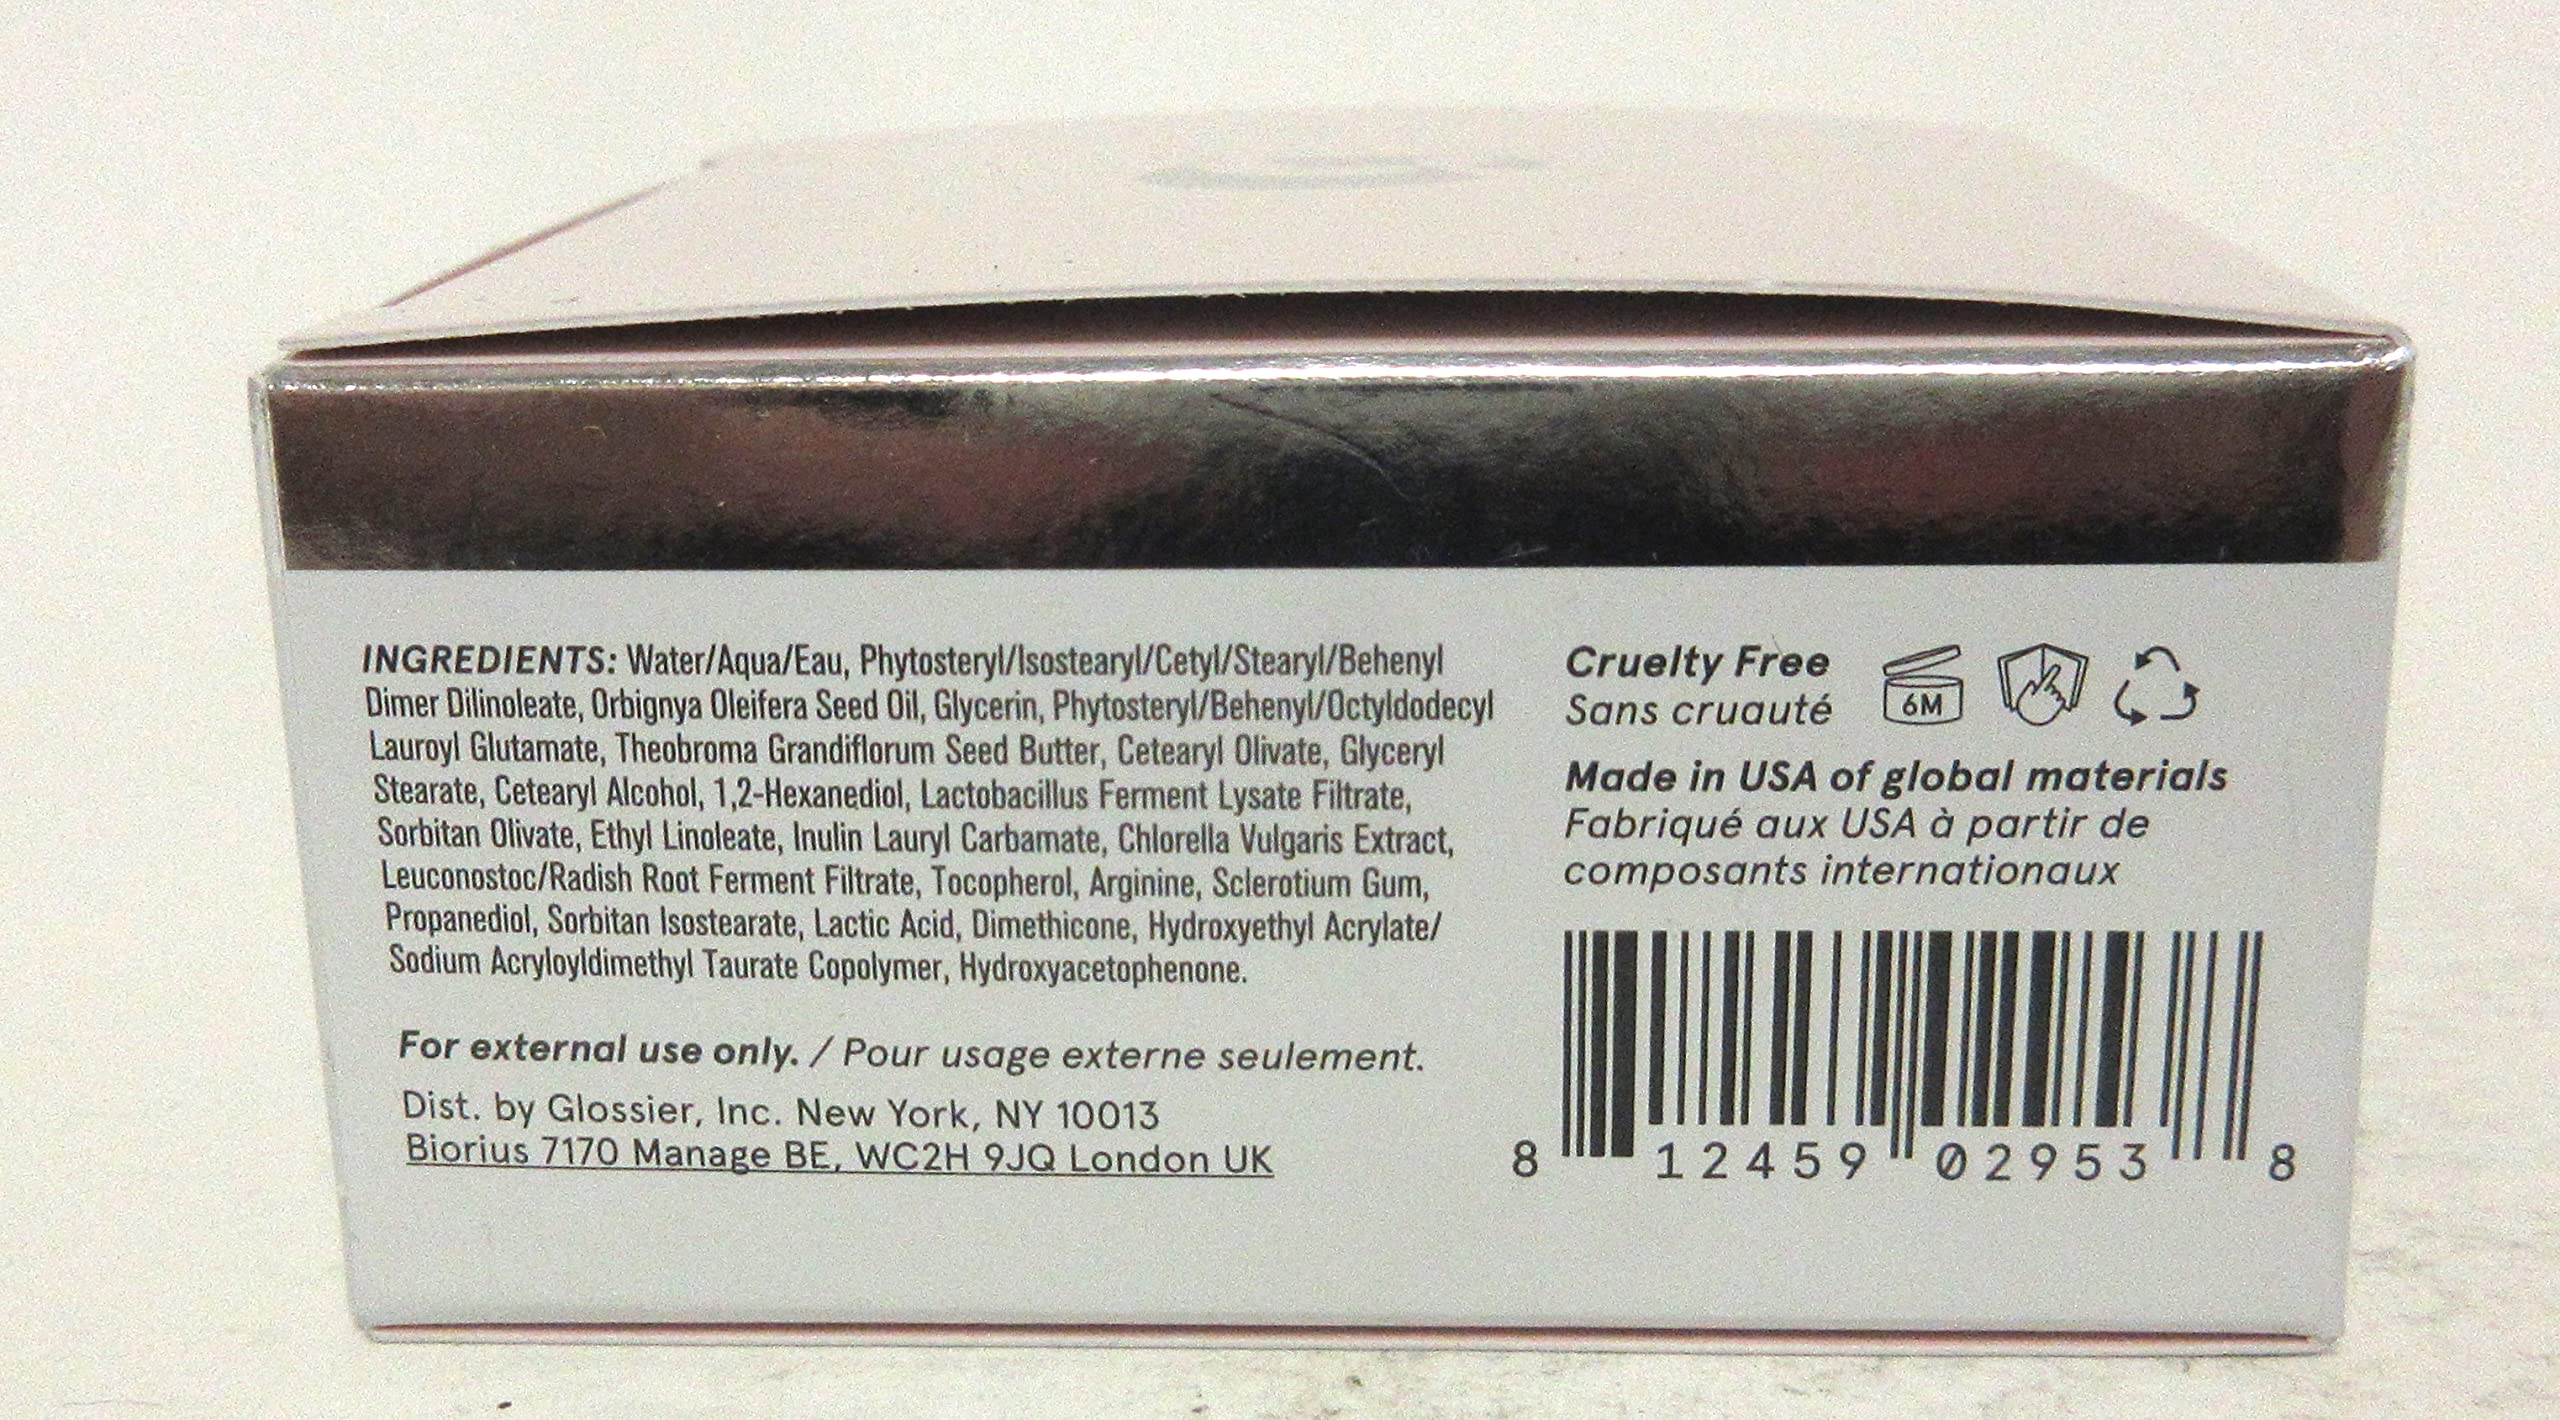 INGREDIENTS: Water/Aqua/Eau, Phytosteryl/Isostearyl/Cetyl/Stearyl/Behenyl
Dimer Dilinoleate, Orbignya Oleifera Seed Oil, Glycerin, Phytosteryl/Behenyl/Octyldodecyl
Lauroyl Glutamate, Theobroma Grandiflorum Seed Butter, Cetearyl Olivate, Glyceryl
Stearate, Cetearyl Alcohol, 1,2-Hexanediol, Lactobacillus Ferment Lysate Filtrate,
Sorbitan Olivate, Ethyl Linoleate, Inulin Lauryl Carbamate, Chlorella Vulgaris Extract,
Leuconostoc/Radish Root Ferment Filtrate, Tocopherol, Arginine, Sclerotium Gum,
Propanediol, Sorbitan Isostearate, Lactic Acid, Dimethicone, Hydroxyethyl Acrylate/
Sodium Acryloyldimethyl Taurate Copolymer, Hydroxyacetophenone.
For external use only. / Pour usage externe seulement.
Dist. by Glossier, Inc. New York, NY 10013
Biorius 7170 Manage BE, WC2H 9JQ London UK
Cruelty Free
Sans cruauté
6M
Made in USA of global materials
Fabriqué aux USA à partir de
composants internationaux
8 12459 02953 8